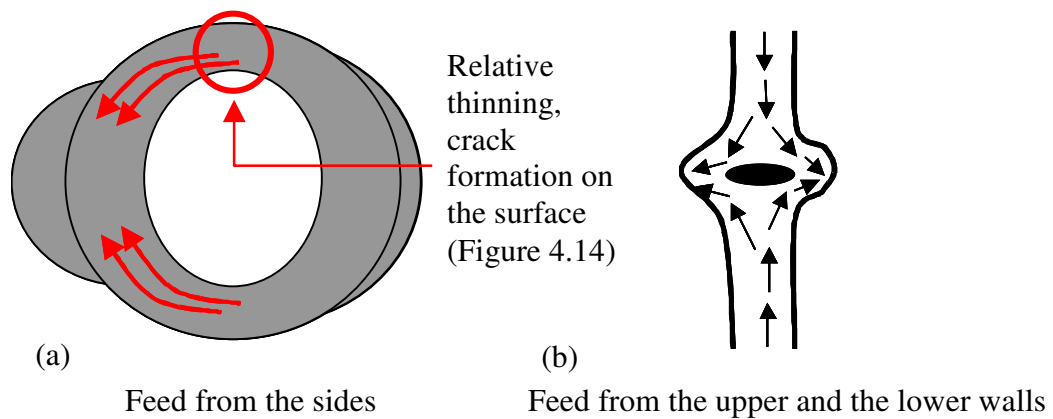 Relative
thinning,
crack
formation on
the surface
(Figure 4.14)
(a)
(b)
Feed from the sides
Feed from the upper and the lower walls